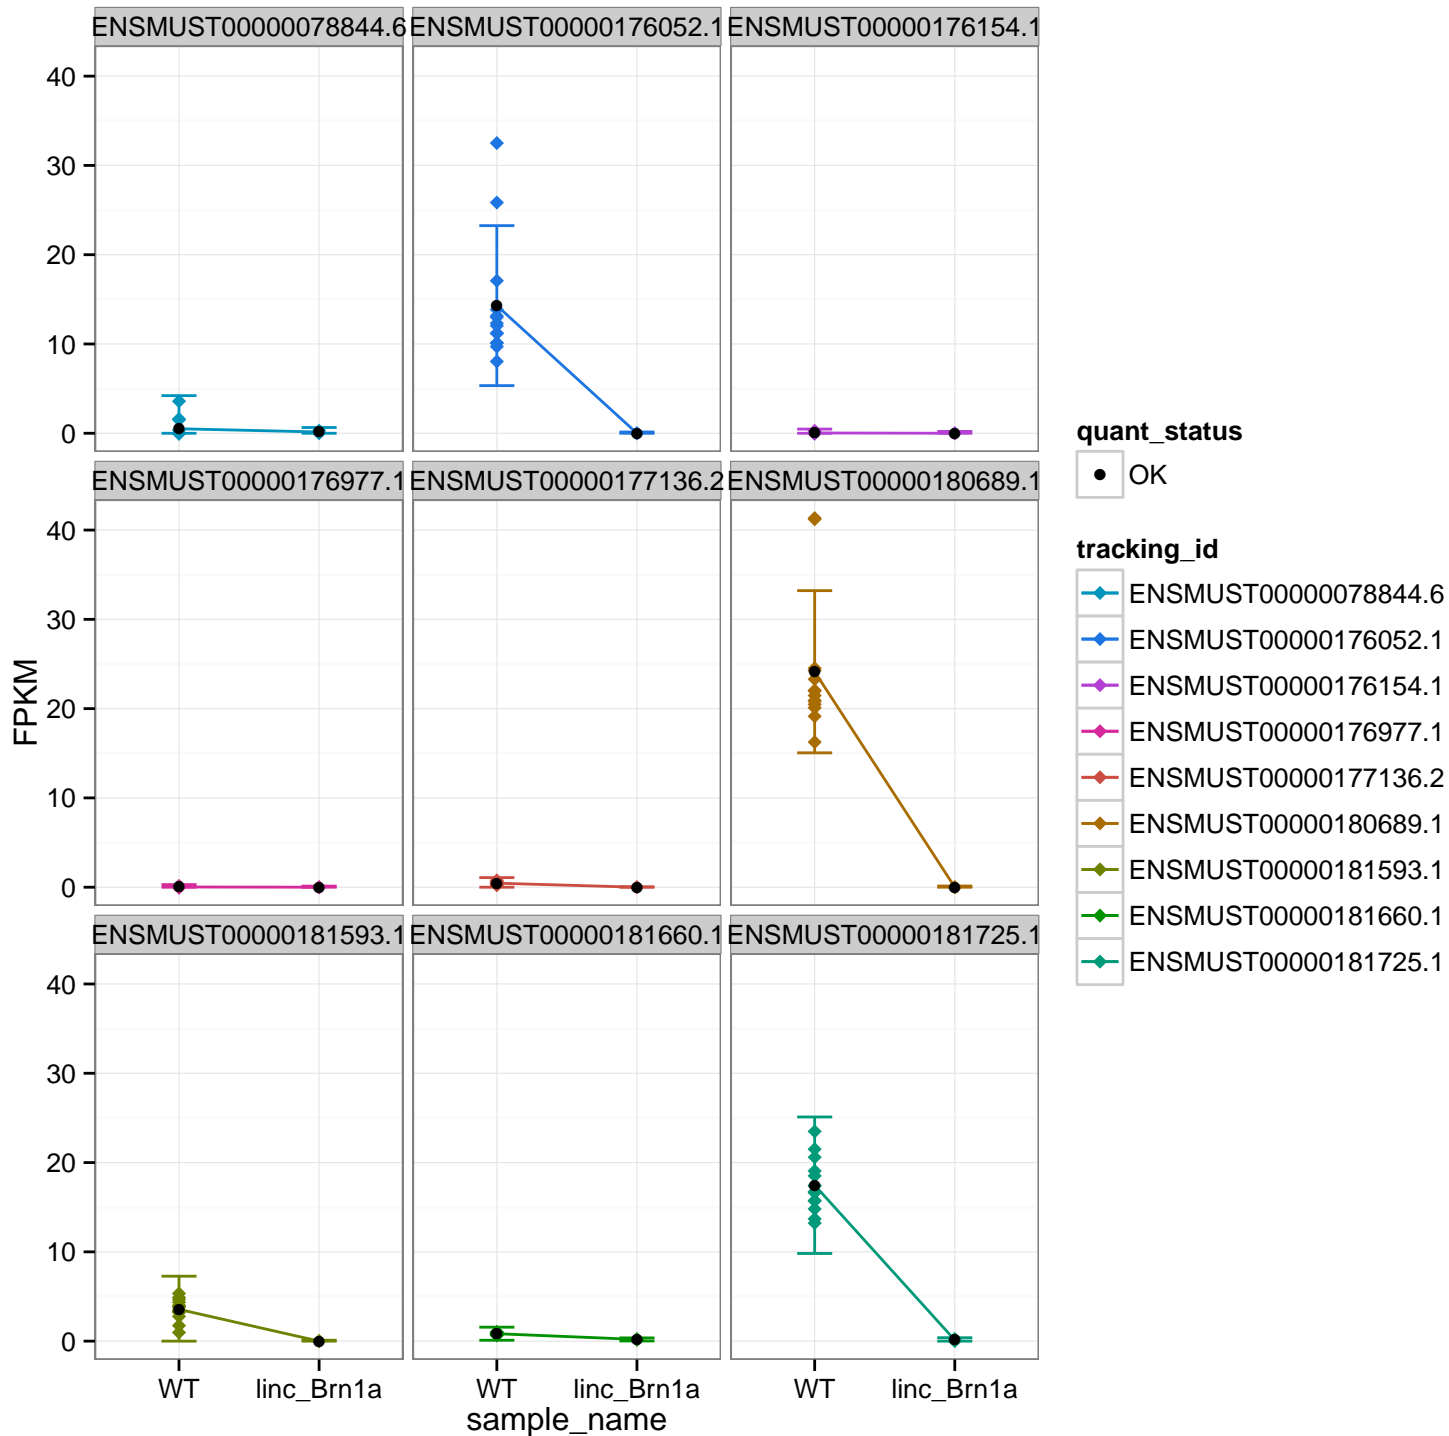 ENSMUST00000078844.6 ENSMUST00000176052.1 ENSMUST00000176154.1
40
30
20
10
0
ENSMUST00000176977.1 ENSMUST00000177136.2 ENSMUST00000180689.1
40
30
20
10
0
ENSMUST00000181593.1 ENSMUST00000181660.1 ENSMUST00000181725.1
40
30
20
10
0
WT linc_Brn1a WT linc_Brn1a WT linc_Brn1a
sample_name
FPKM
quant_status
OK
tracking_id
ENSMUST00000078844.6
ENSMUST00000176052.1
ENSMUST00000176154.1
ENSMUST00000176977.1
ENSMUST00000177136.2
ENSMUST00000180689.1
ENSMUST00000181593.1
ENSMUST00000181660.1
ENSMUST00000181725.1